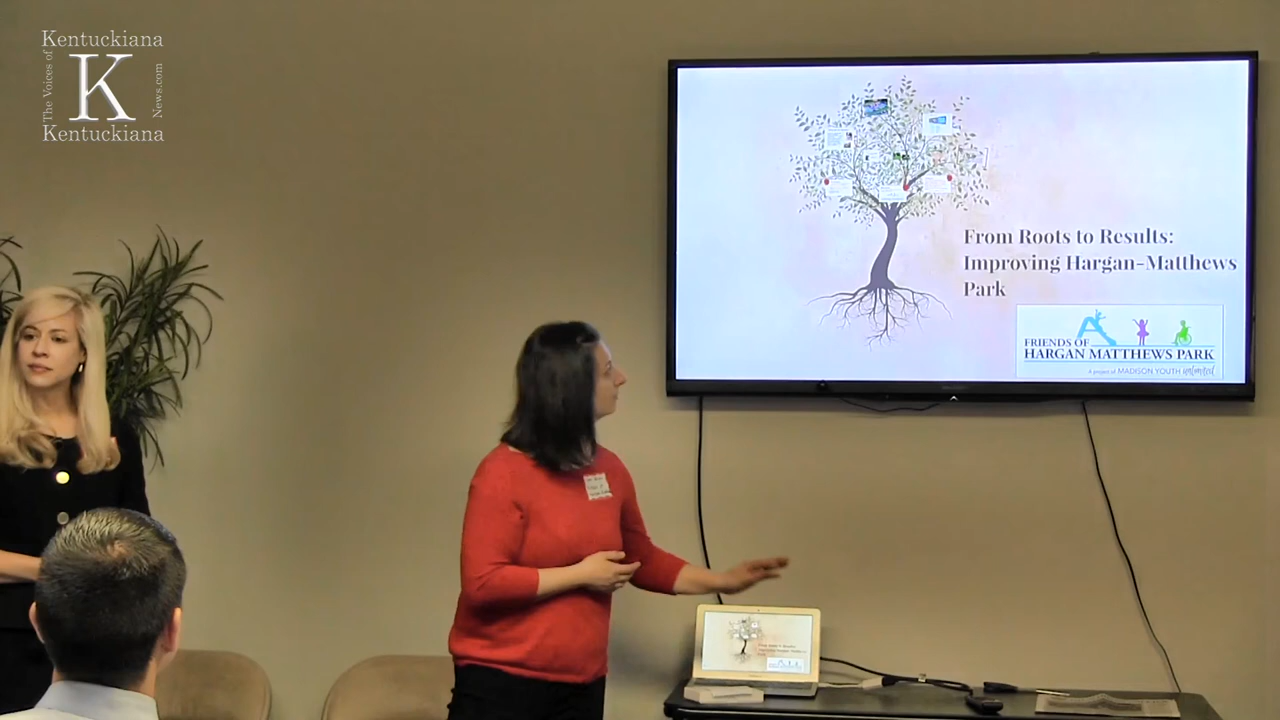 Kentuckiana
The Voices of
K
News.com
Kentuckiana
From Roots to Results:
Improving Hargan-Matthews
Park
FRIENDS OF
HARGAN MATTHEWS PARK
A project of MADISON YOUTH unlimited